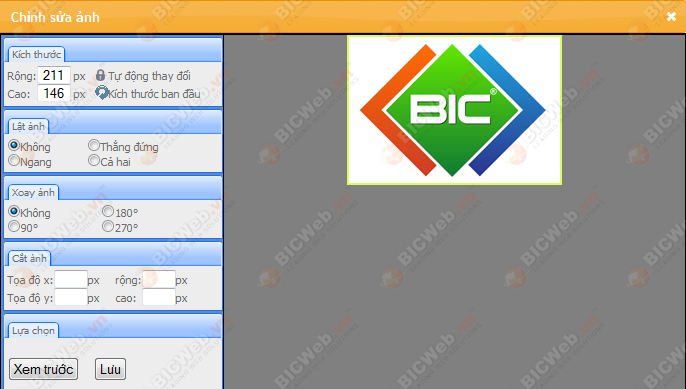 Chỉnh sửa ảnh
Kích thước
Rộng: 211 px Tự động thay đổi
Cao: 146 px Kích thước ban đầu
Lật ảnh
Không Thẳng đứng
Ngang Cả hai
Xoay ảnh
Không 180°
90° 270°
Cắt ảnh
Tọa độ x: px rộng: px
Tọa độ y: px cao: px
Lựa chọn
Xem trước Lưu
BIC®
BICWeb.vn